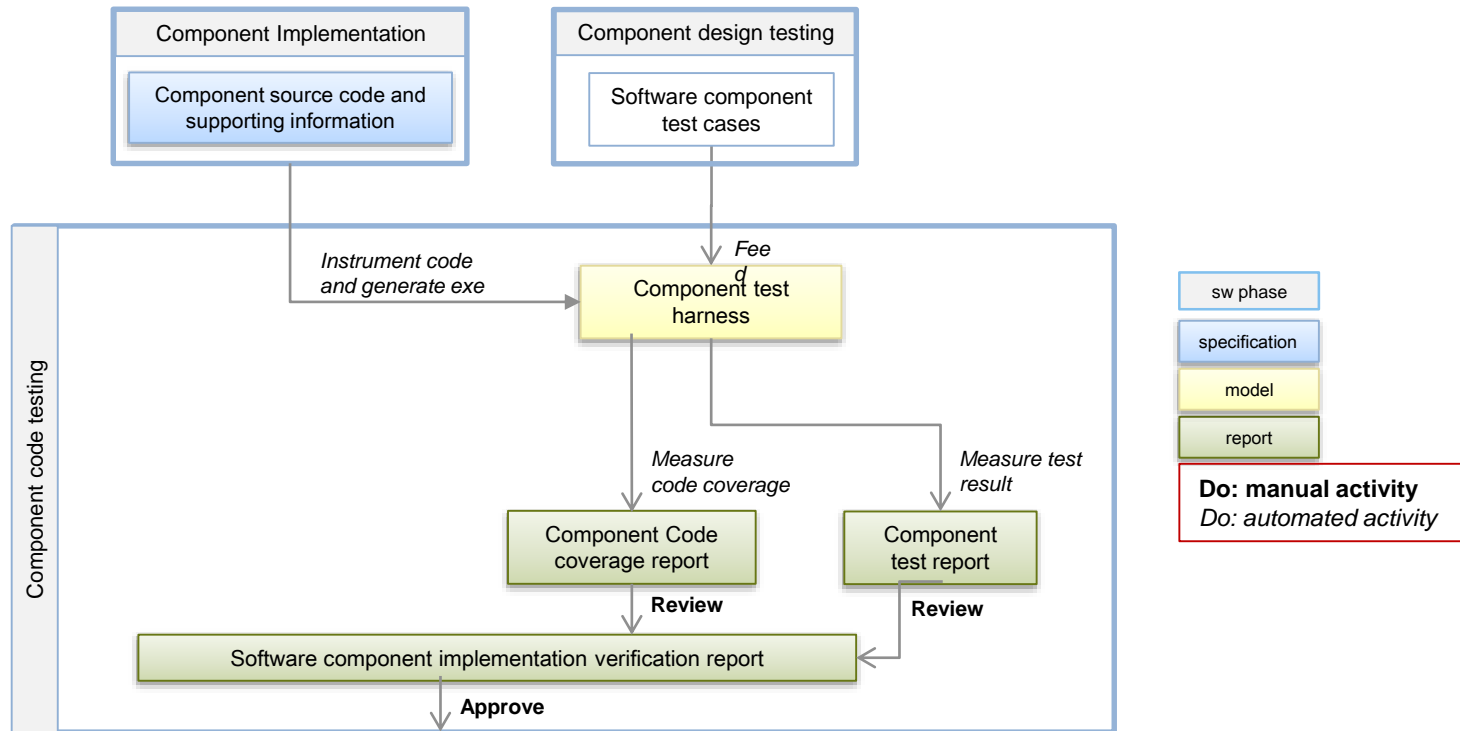 Component Implementation
Component source code and
supporting information
Component design testing
Software component
test cases
Component code testing
Instrument code
and generate exe
Fee
d
Component test
harness
Measure
code coverage
Measure test
result
Component Code
coverage report
Component
test report
Review
Review
Software component implementation verification report
Approve
sw phase
specification
model
report
Do: manual activity
Do: automated activity